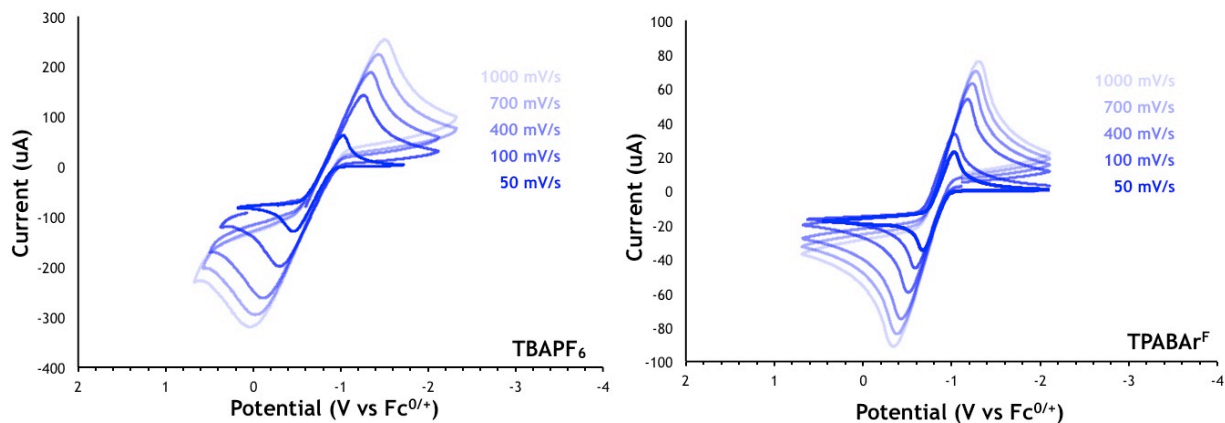 300
200
100
0
-100
-200
-300
-400
2
1
0
-1
-2
-3
-4
Current (uA)
Potential (V vs Fc⁰/⁺)
1000 mV/s
700 mV/s
400 mV/s
100 mV/s
50 mV/s
TBAPF₆
100
80
60
40
20
0
-20
-40
-60
-80
-100
2
1
0
-1
-2
-3
-4
Current (uA)
Potential (V vs Fc⁰/⁺)
1000 mV/s
700 mV/s
400 mV/s
100 mV/s
50 mV/s
TPABArᶠ